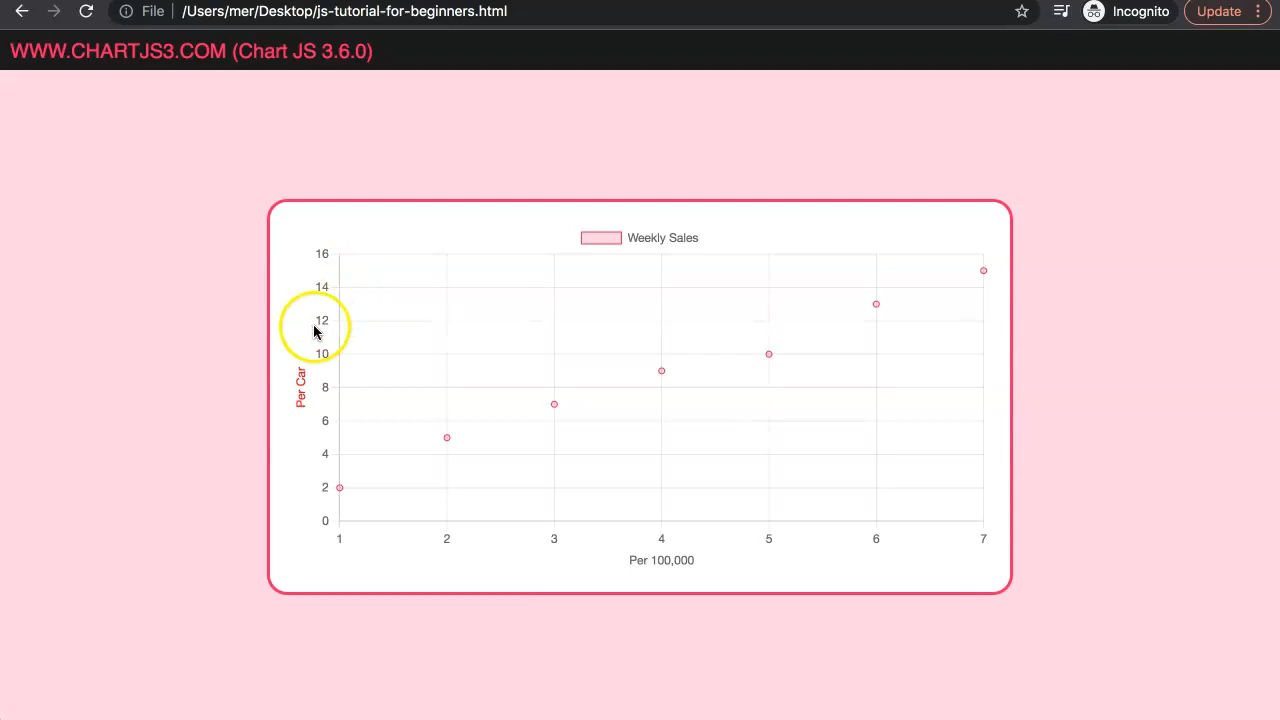 File
/Users/mer/Desktop/js-tutorial-for-beginners.html
Incognito
Update
WWW.CHARTJS3.COM (Chart JS 3.6.0)
Weekly Sales
16
14
12
10
8
6
4
2
0
Per Car
1 2 3 4 5 6 7
Per 100,000